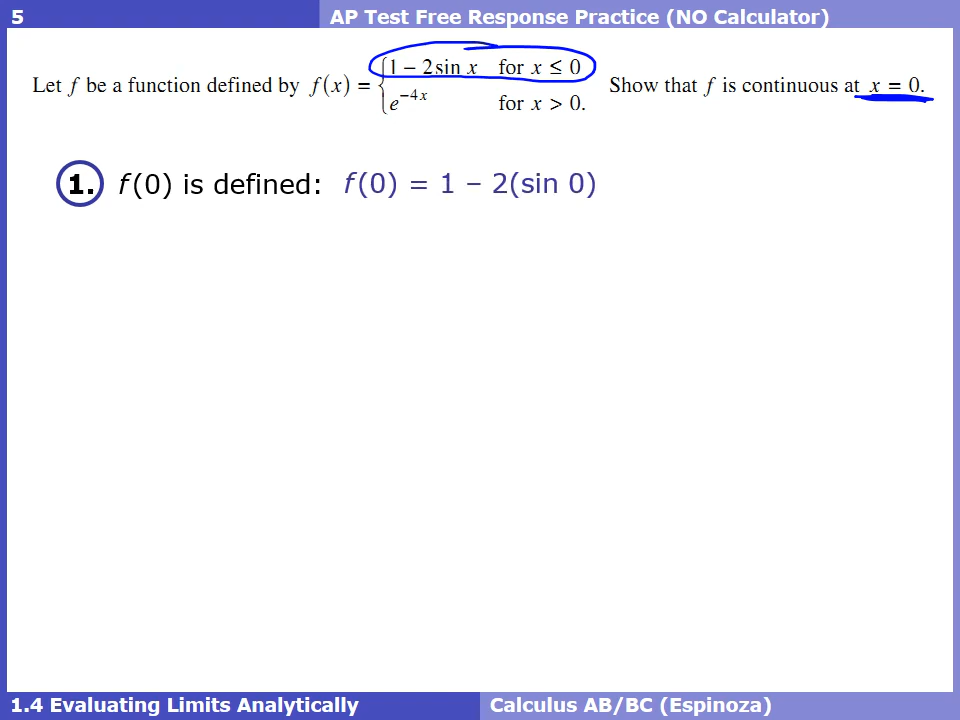 5 AP Test Free Response Practice (NO Calculator)
Let f be a function defined by f(x) = { 1 − 2 sin x for x ≤ 0 Show that f is continuous at x = 0.
e^{−4x} for x > 0.
1. f(0) is defined: f(0) = 1 – 2(sin 0)
1.4 Evaluating Limits Analytically Calculus AB/BC (Espinoza)